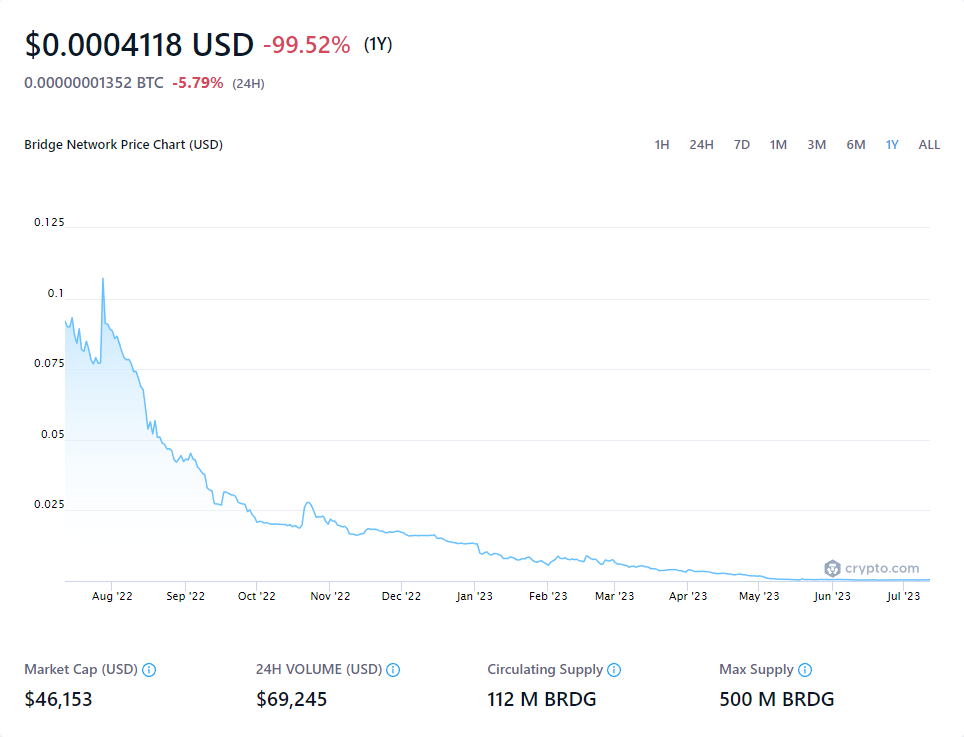 $0.0004118 USD -99.52% (1Y)
0.00000001352 BTC -5.79% (24H)
Bridge Network Price Chart (USD) 1H 24H 7D 1M 3M 6M 1Y ALL
0.125
0.1
0.075
0.05
0.025
crypto.com
Aug '22 Sep '22 Oct '22 Nov '22 Dec '22 Jan '23 Feb '23 Mar '23 Apr '23 May '23 Jun '23 Jul '23
Market Cap (USD) 24H VOLUME (USD) Circulating Supply Max Supply
$46,153 $69,245 112 M BRDG 500 M BRDG